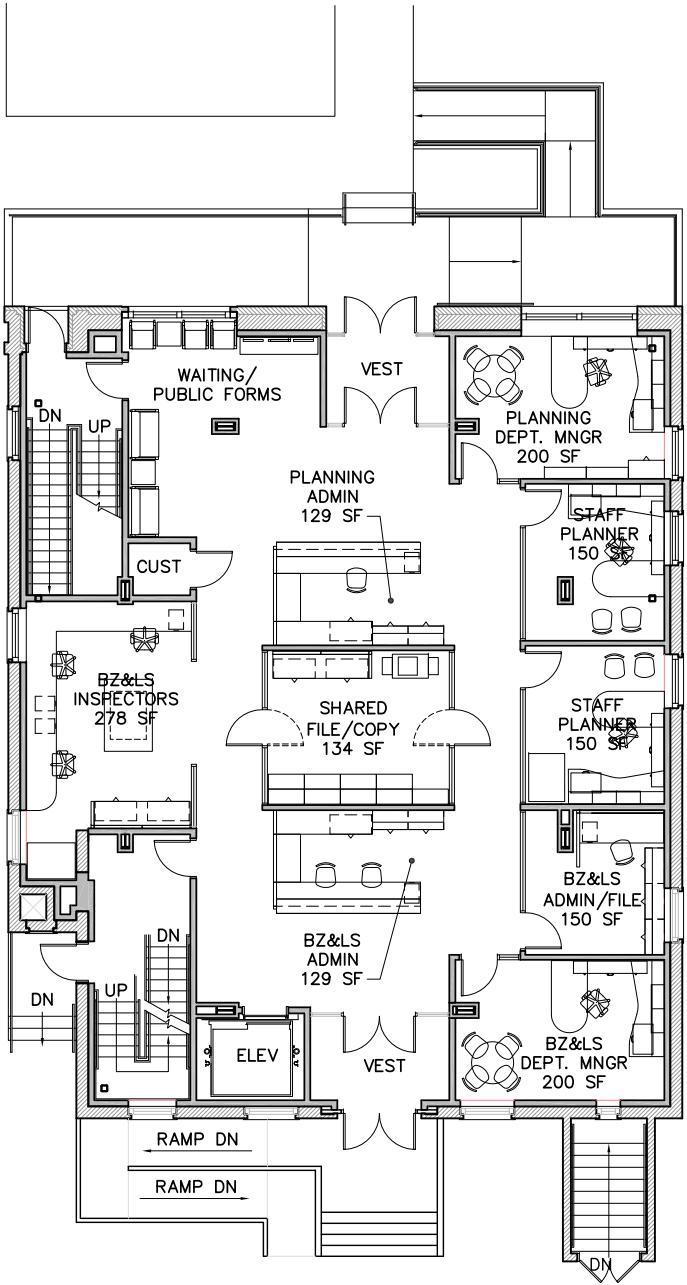 WAITING/
PUBLIC FORMS
VEST
DN
UP
PLANNING
DEPT. MNGR
200 SF
PLANNING
ADMIN
129 SF
STAFF
PLANNER
150 SF
CUST
BZ&LS
INSPECTORS
278 SF
SHARED
FILE/COPY
134 SF
STAFF
PLANNER
150 SF
BZ&LS
ADMIN/FILE
150 SF
BZ&LS
ADMIN
129 SF
DN
UP
DN
ELEV
VEST
BZ&LS
DEPT. MNGR
200 SF
RAMP DN
RAMP DN
DN